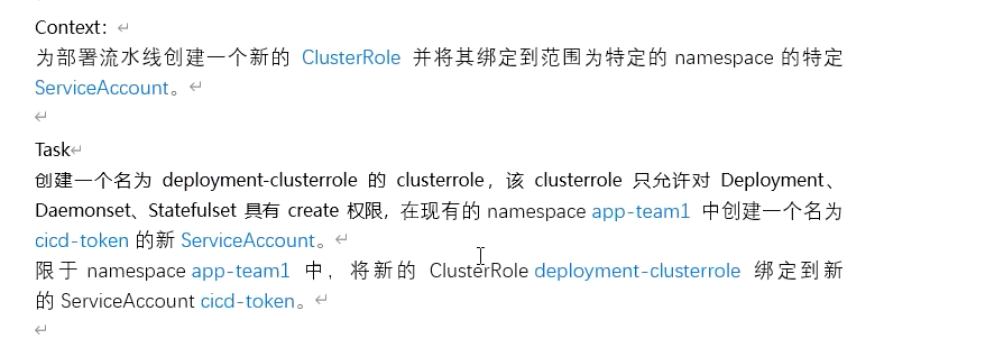 Context：
为部署流水线创建一个新的 ClusterRole 并将其绑定到范围为特定的 namespace 的特定
ServiceAccount。
Task
创建一个名为 deployment-clusterrole 的 clusterrole，该 clusterrole 只允许对 Deployment、
Daemonset、Statefulset 具有 create 权限，在现有的 namespace app-team1 中创建一个名为
cicd-token 的新 ServiceAccount。
限于 namespace app-team1 中，将新的 ClusterRole deployment-clusterrole 绑定到新
的 ServiceAccount cicd-token。